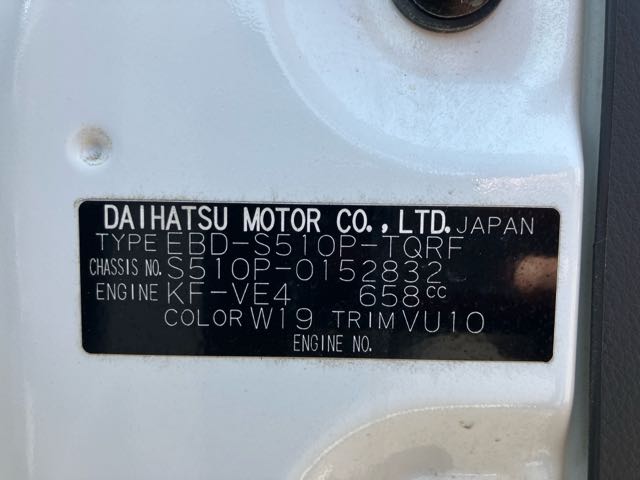 DAIHATSU MOTOR CO.,LTD. JAPAN
TYPE EBD-S510P-TQRF
CHASSIS NO. S510P-0152832
ENGINE KF-VE4 658cc
COLOR W19 TRIM VU10
ENGINE NO.